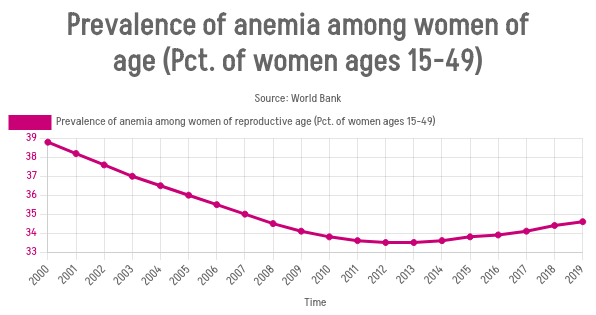 Prevalence of anemia among women of
age (Pct. of women ages 15-49)
Source: World Bank
Prevalence of anemia among women of reproductive age (Pct. of women ages 15-49)
39
38
37
36
35
34
33
2000 2001 2002 2003 2004 2005 2006 2007 2008 2009 2010 2011 2012 2013 2014 2015 2016 2017 2018 2019
Time